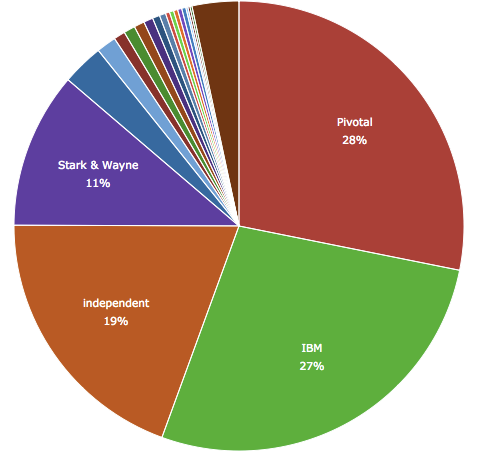 Pivotal
28%
IBM
27%
independent
19%
Stark & Wayne
11%